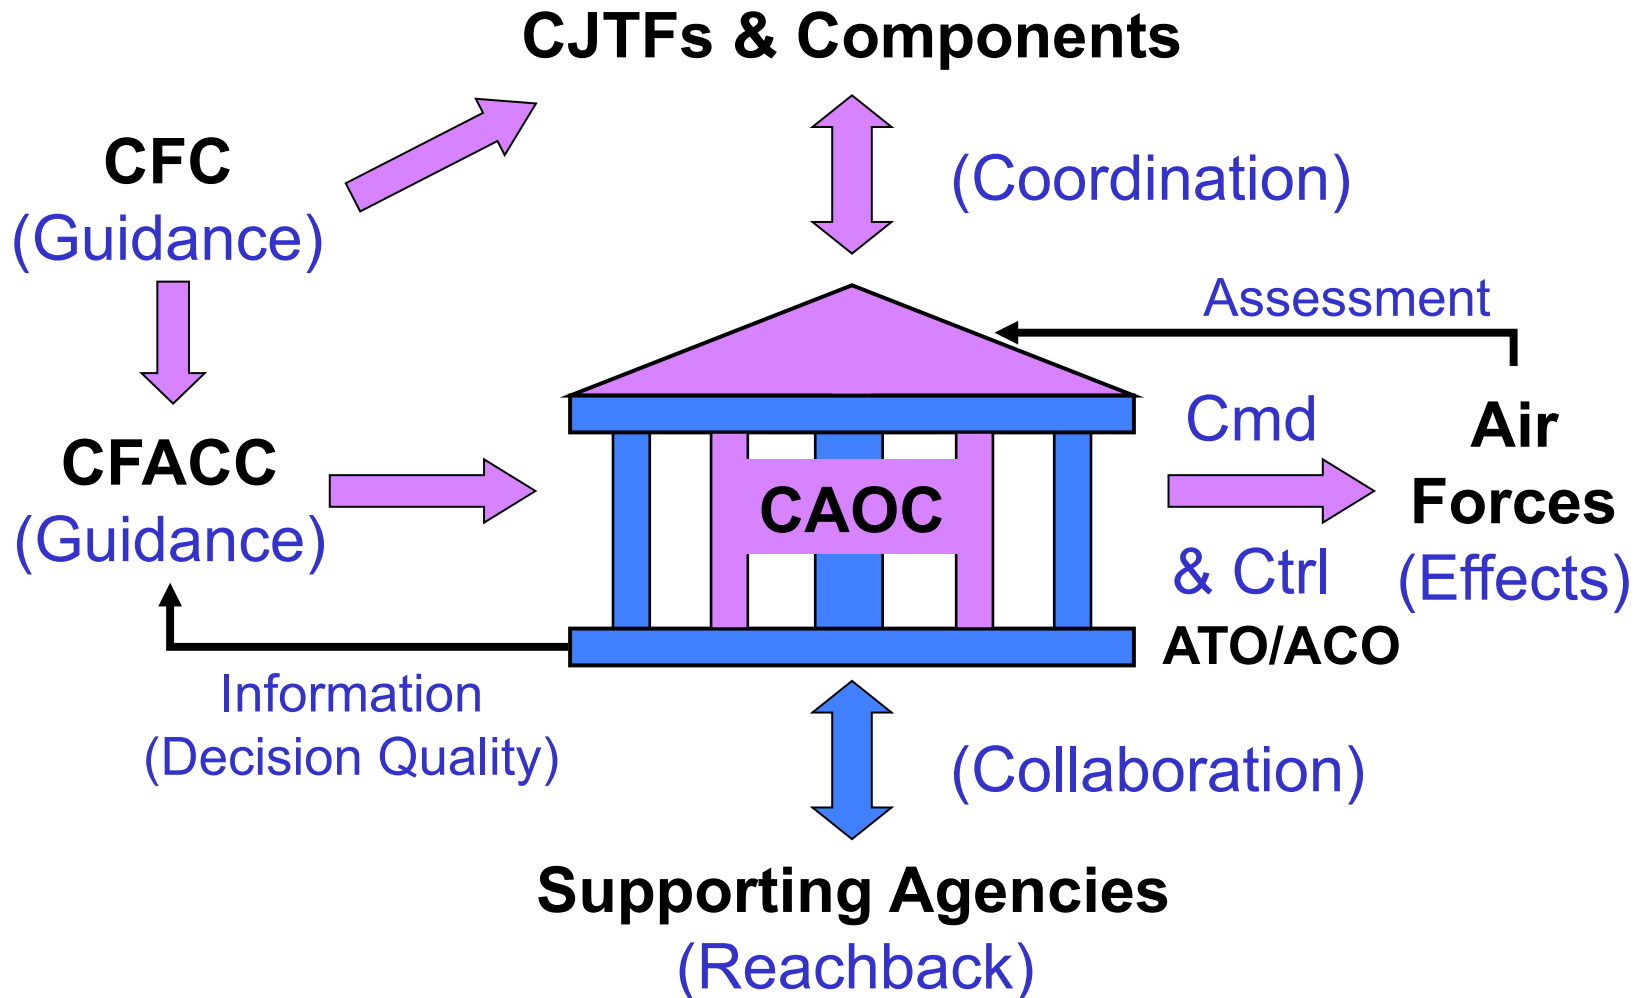 CJTFs & Components
CFC
(Guidance)
(Coordination)
Assessment
CFACC
(Guidance)
CAOC
Cmd
& Ctrl
Air
Forces
(Effects)
ATO/ACO
Information
(Decision Quality)
(Collaboration)
Supporting Agencies
(Reachback)